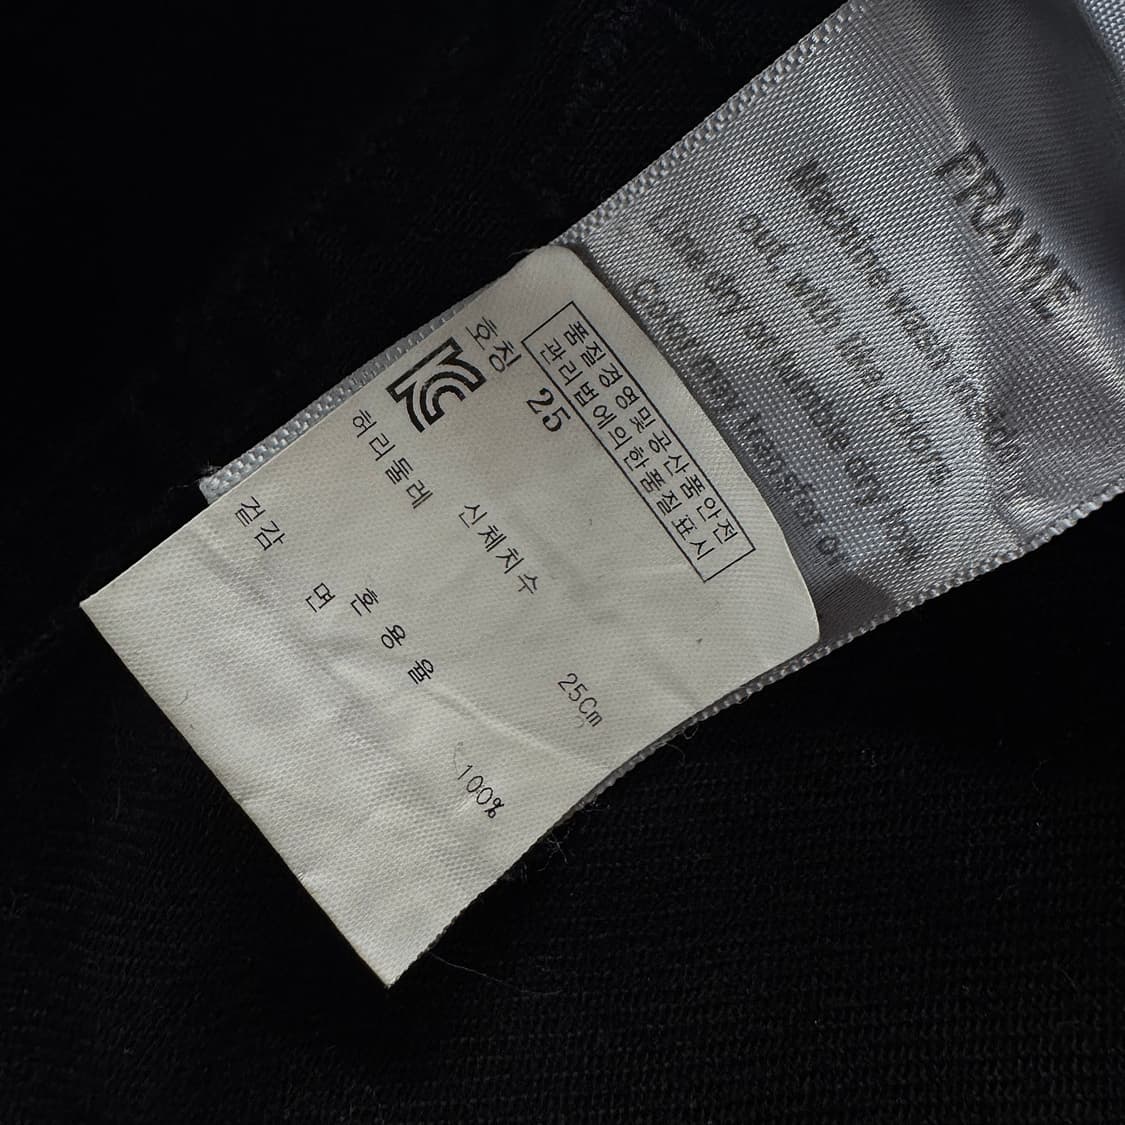 FRAME
Machine wash inside
out, with like colors.
Line dry or tumble dry low.
Color may transfer or
품질경영및공산품안전
관리법에의한품질표시
호칭 25
신체치수
허리둘레 25Cm
혼용율
겉감 면 100%